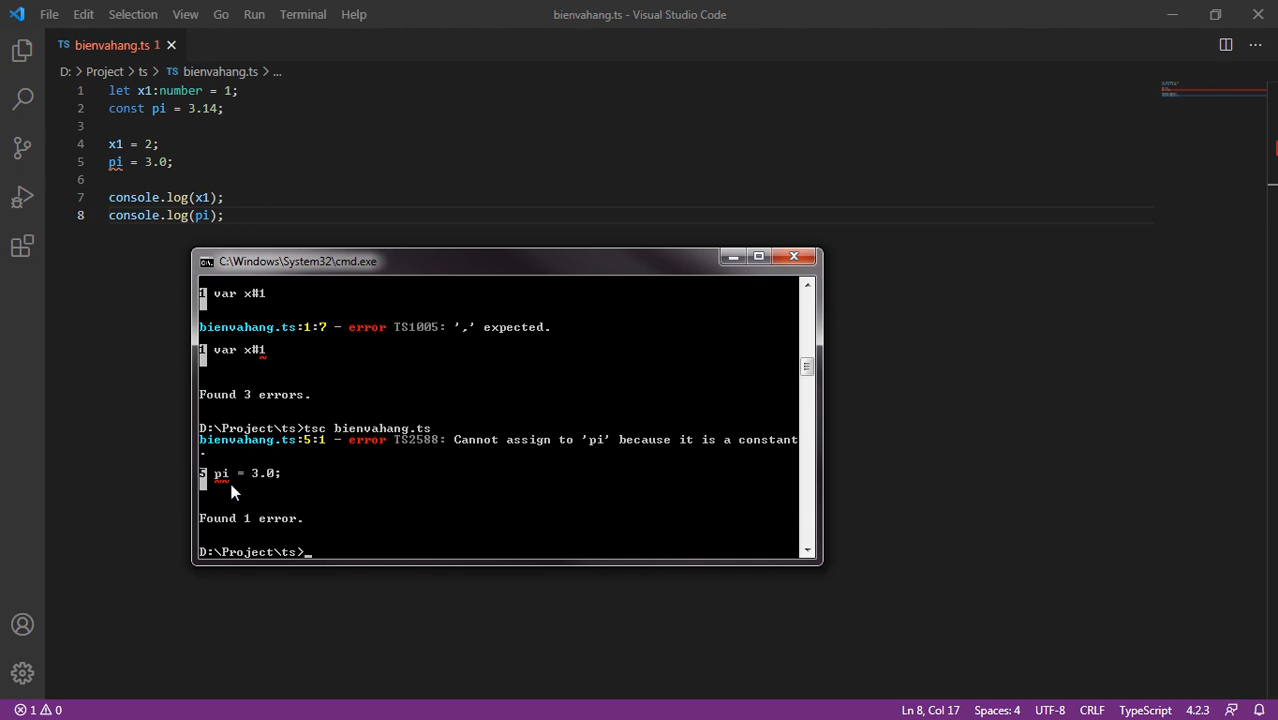 File Edit Selection View Go Run Terminal Help bienvahang.ts - Visual Studio Code
TS bienvahang.ts 1
D: > Project > ts > TS bienvahang.ts > ...
1 let x1:number = 1;
2 const pi = 3.14;
3
4 x1 = 2;
5 pi = 3.0;
6
7 console.log(x1);
8 console.log(pi);
C:\Windows\System32\cmd.exe
1 var x#1
bienvahang.ts:1:7 - error TS1005: ',' expected.
1 var x#1
Found 3 errors.
D:\Project\ts>tsc bienvahang.ts
bienvahang.ts:5:1 - error TS2588: Cannot assign to 'pi' because it is a constant
.
5 pi = 3.0;
Found 1 error.
D:\Project\ts>_
1 0 Ln 8, Col 17 Spaces: 4 UTF-8 CRLF TypeScript 4.2.3